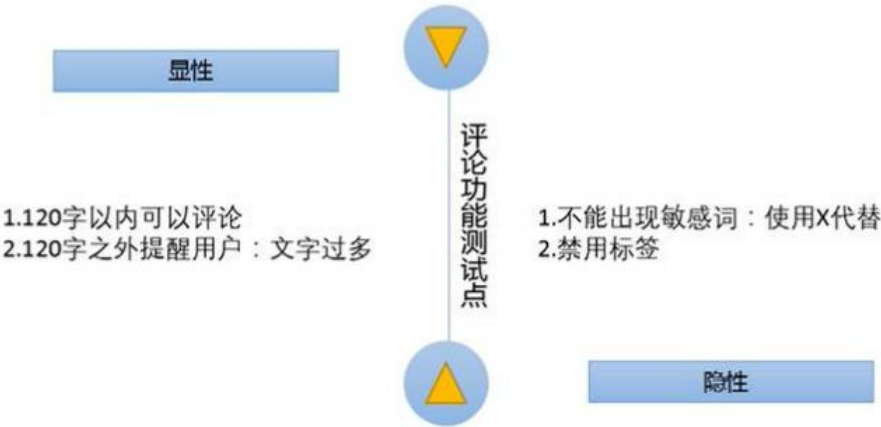 显性
评论功能测试点
1.120字以内可以评论
2.120字之外提醒用户：文字过多
1.不能出现敏感词：使用X代替
2.禁用标签
隐性